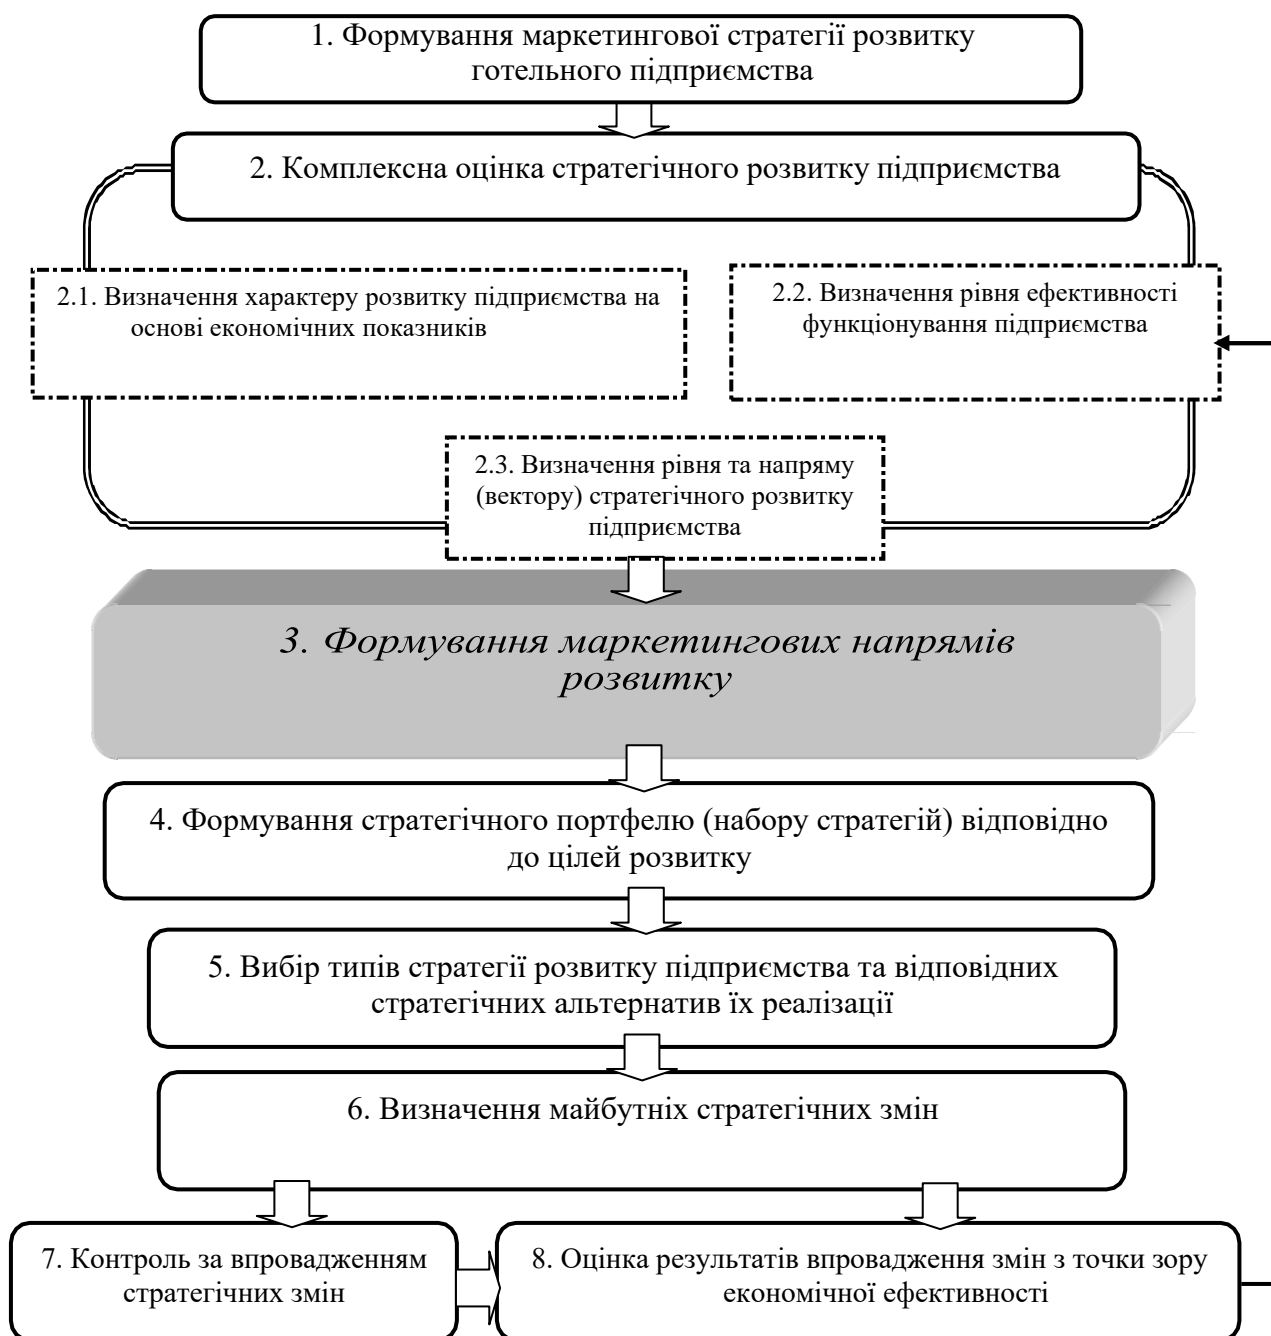 1. Формування маркетингової стратегії розвитку
готельного підприємства
2. Комплексна оцінка стратегічного розвитку підприємства
2.1. Визначення характеру розвитку підприємства на
основі економічних показників
2.2. Визначення рівня ефективності
функціонування підприємства
2.3. Визначення рівня та напряму
(вектору) стратегічного розвитку
підприємства
3. Формування маркетингових напрямів
розвитку
4. Формування стратегічного портфелю (набору стратегій) відповідно
до цілей розвитку
5. Вибір типів стратегії розвитку підприємства та відповідних
стратегічних альтернатив їх реалізації
6. Визначення майбутніх стратегічних змін
7. Контроль за впровадженням
стратегічних змін
8. Оцінка результатів впровадження змін з точки зору
економічної ефективності